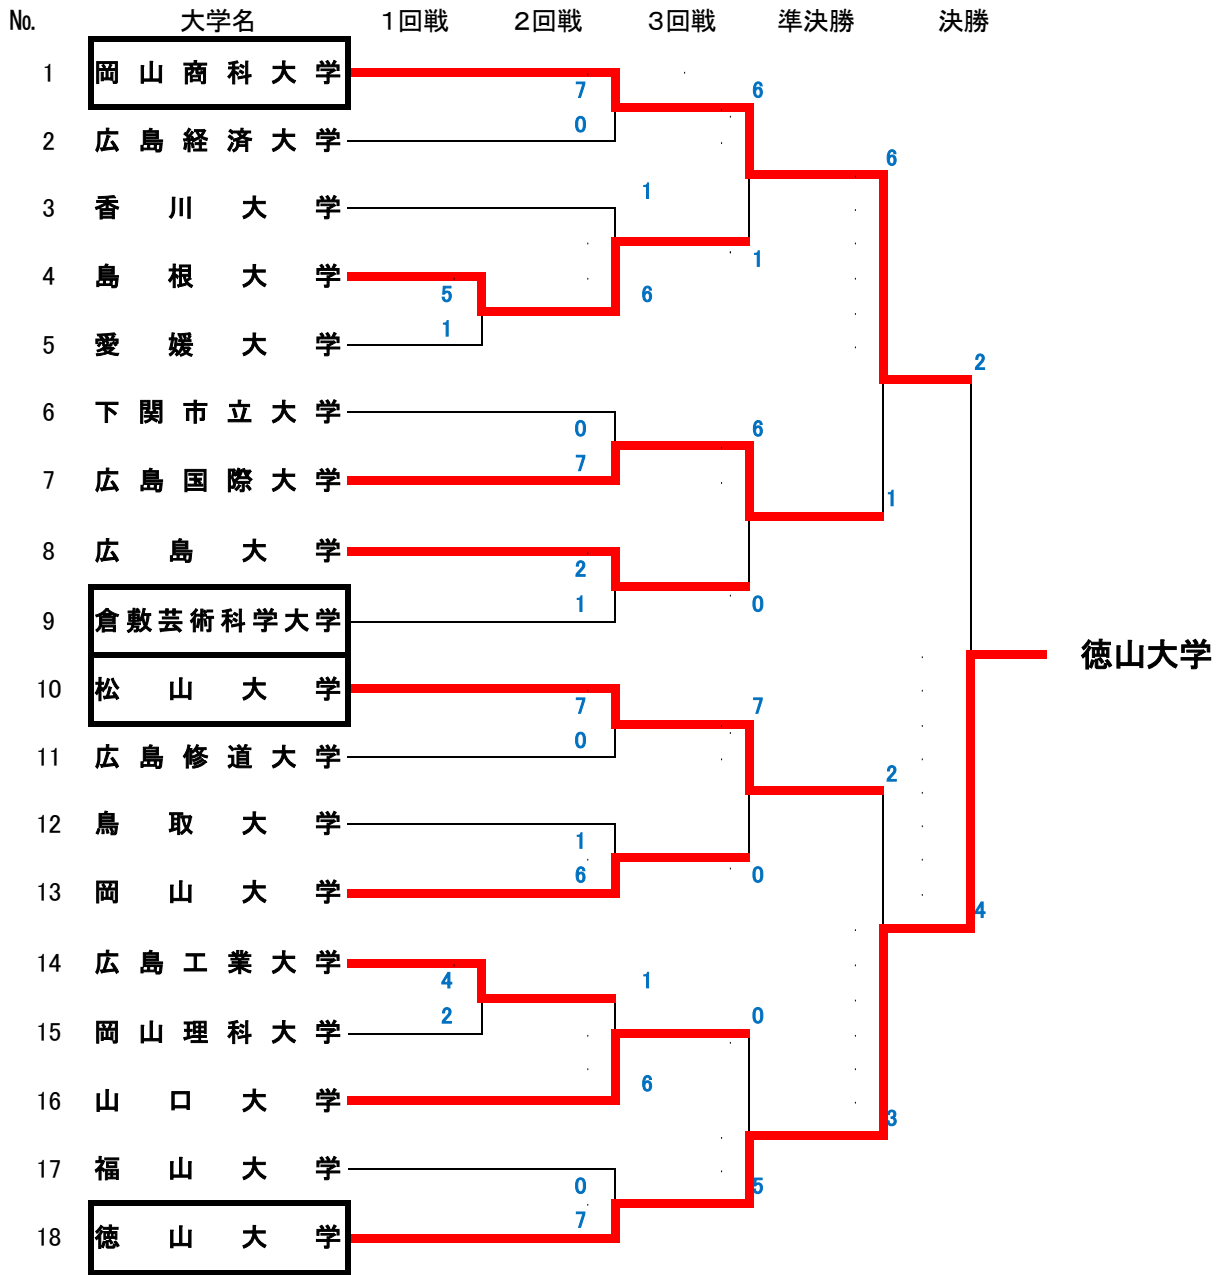 № 大学名 1回戦 2回戦 3回戦 準決勝 決勝
1 岡山商科大学
7 6
2 広島経済大学
0
6
3 香川大学
1
1
4 島根大学
5 6
5 愛媛大学
1
2
6 下関市立大学
0 6
7 広島国際大学
7
1
8 広島大学
2
9 倉敷芸術科学大学
1 0
徳山大学
10 松山大学
7 7
11 広島修道大学
0
2
12 鳥取大学
1
13 岡山大学
6 0
4
14 広島工業大学
4 1
15 岡山理科大学
2 0
16 山口大学
6
3
17 福山大学
0 5
18 徳山大学
7